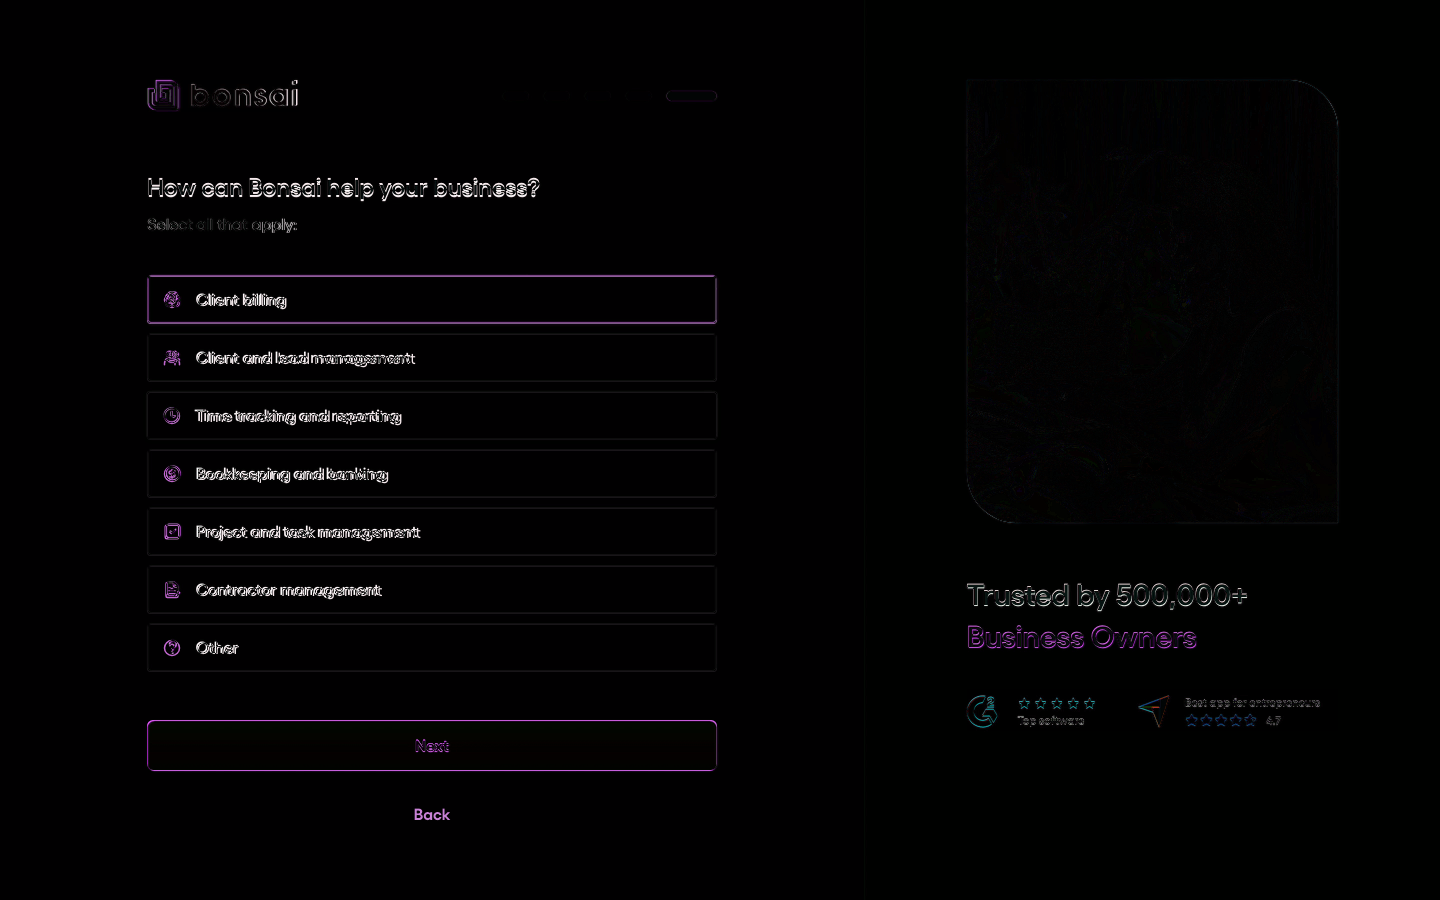 bonsai
How can Bonsai help your business?
Select all that apply:
Client billing
Client and lead management
Time tracking and reporting
Bookkeeping and banking
Project and task management
Contractor management
Other
Next
Back
Trusted by 500,000+
Business Owners
Top software
Best app for entrepreneurs
4.7